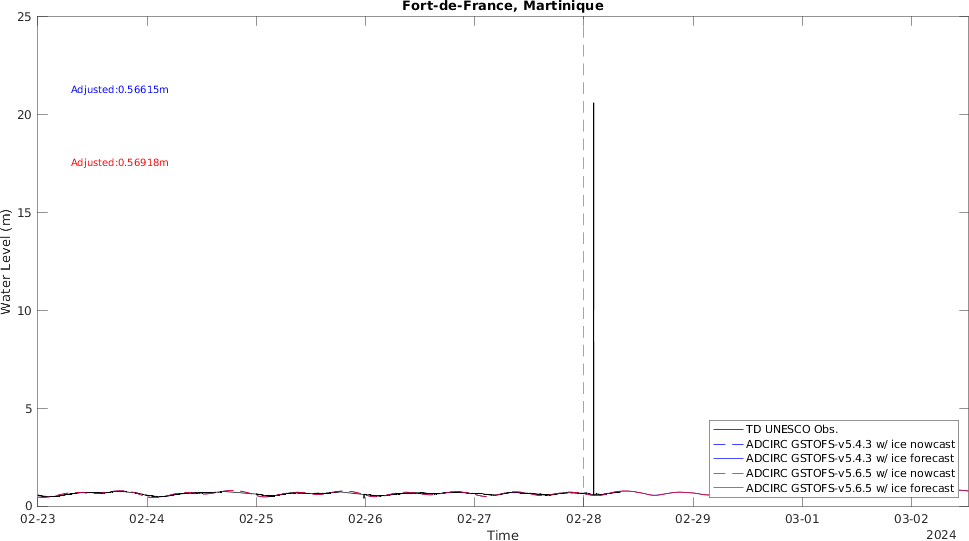 Fort-de-France, Martinique
25
20
15
10
5
0
Water Level (m)
Adjusted:0.56615m
Adjusted:0.56918m
TD UNESCO Obs.
ADCIRC GSTOFS-v5.4.3 w/ ice nowcast
ADCIRC GSTOFS-v5.4.3 w/ ice forecast
ADCIRC GSTOFS-v5.6.5 w/ ice nowcast
ADCIRC GSTOFS-v5.6.5 w/ ice forecast
02-23 02-24 02-25 02-26 02-27 02-28 02-29 03-01 03-02
Time
2024